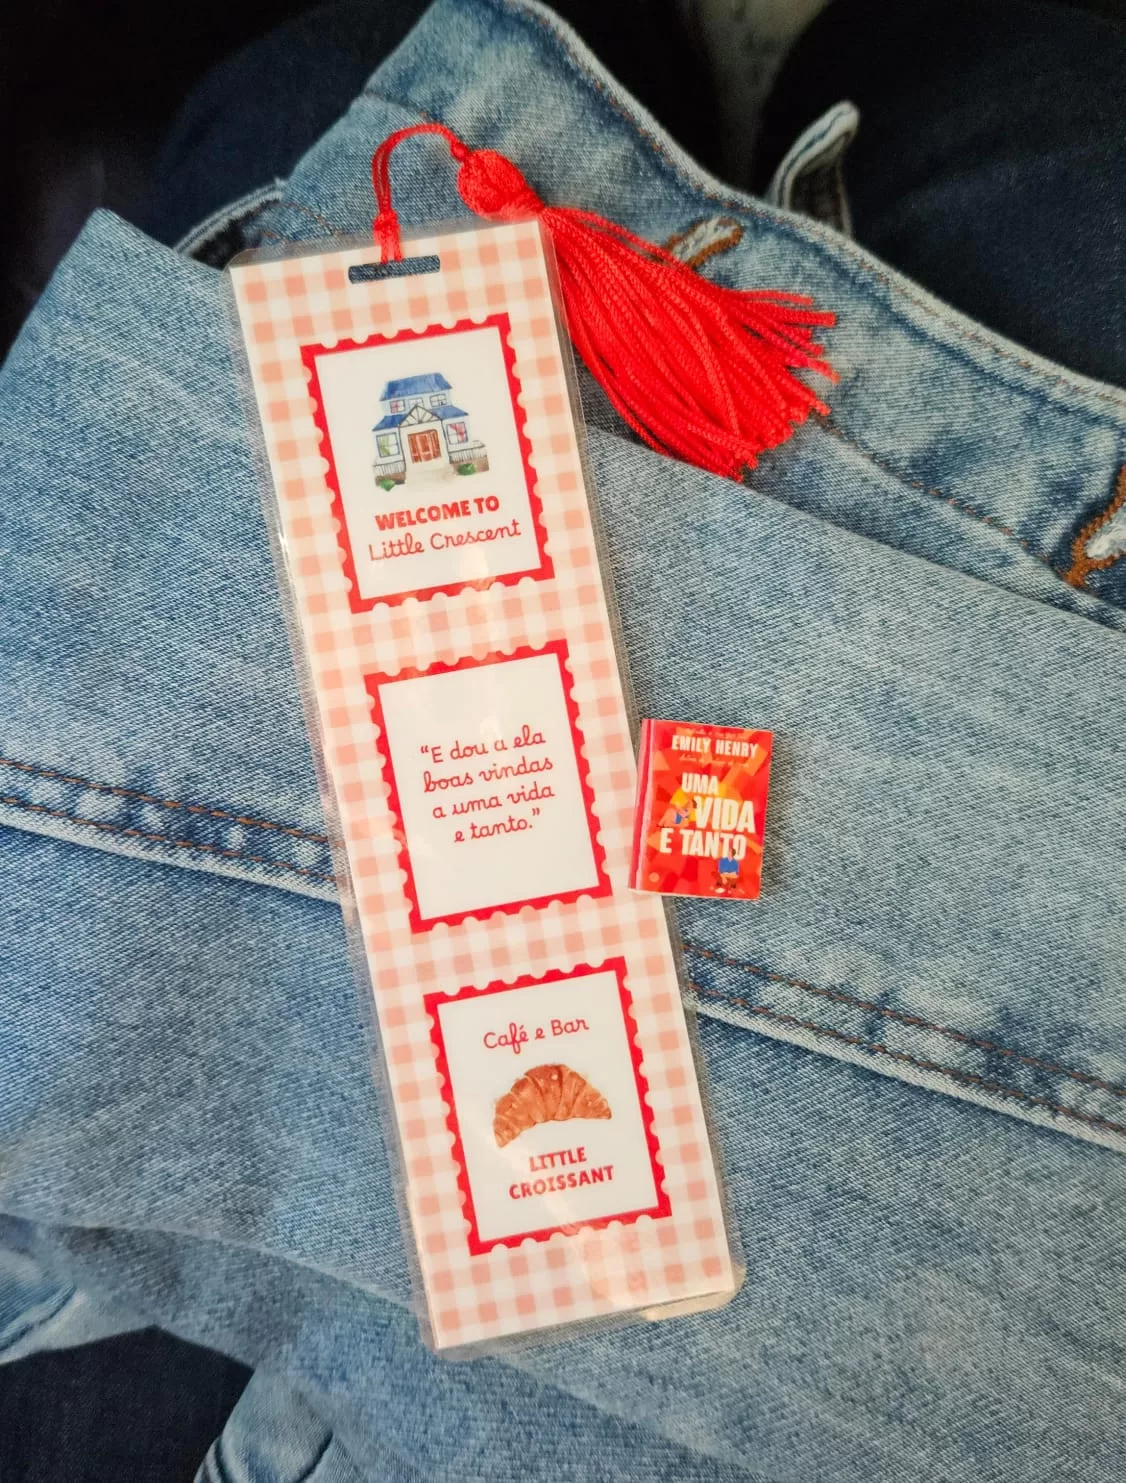 WELCOME TO
Little Crescent
“E dou a ela
boas vindas
a uma vida
e tanto.”
EMILY HENRY
UMA
VIDA
E TANTO
Café e Bar
LITTLE
CROISSANT